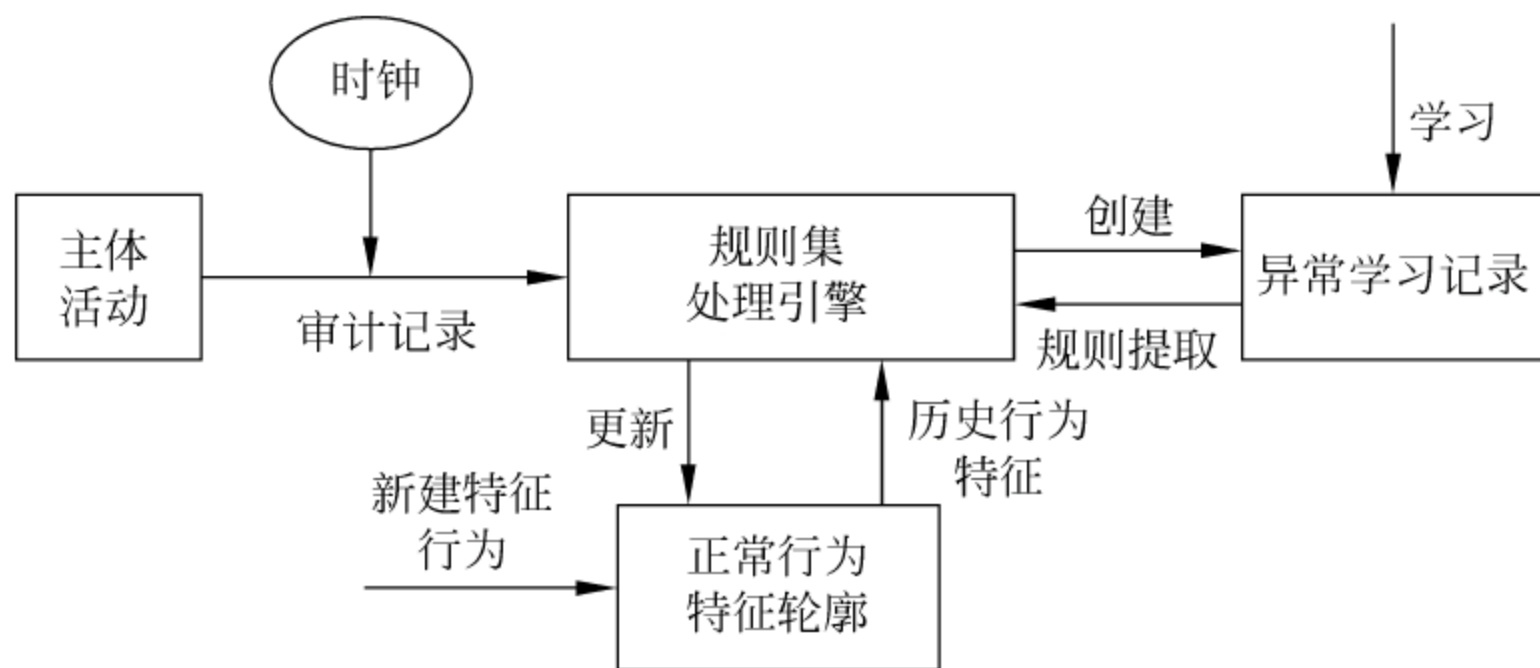 时钟
学习
主体
活动
审计记录
规则集
处理引擎
创建
规则提取
异常学习记录
更新
历史行为
特征
新建特征
行为
正常行为
特征轮廓